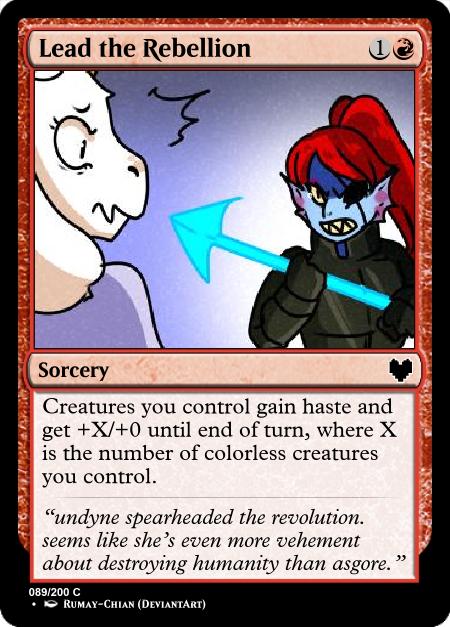 Lead the Rebellion 1
Sorcery
Creatures you control gain haste and
get +X/+0 until end of turn, where X
is the number of colorless creatures
you control.
“undyne spearheaded the revolution.
seems like she’s even more vehement
about destroying humanity than asgore.”
089/200 C
• Rumay-Chian (DeviantArt)